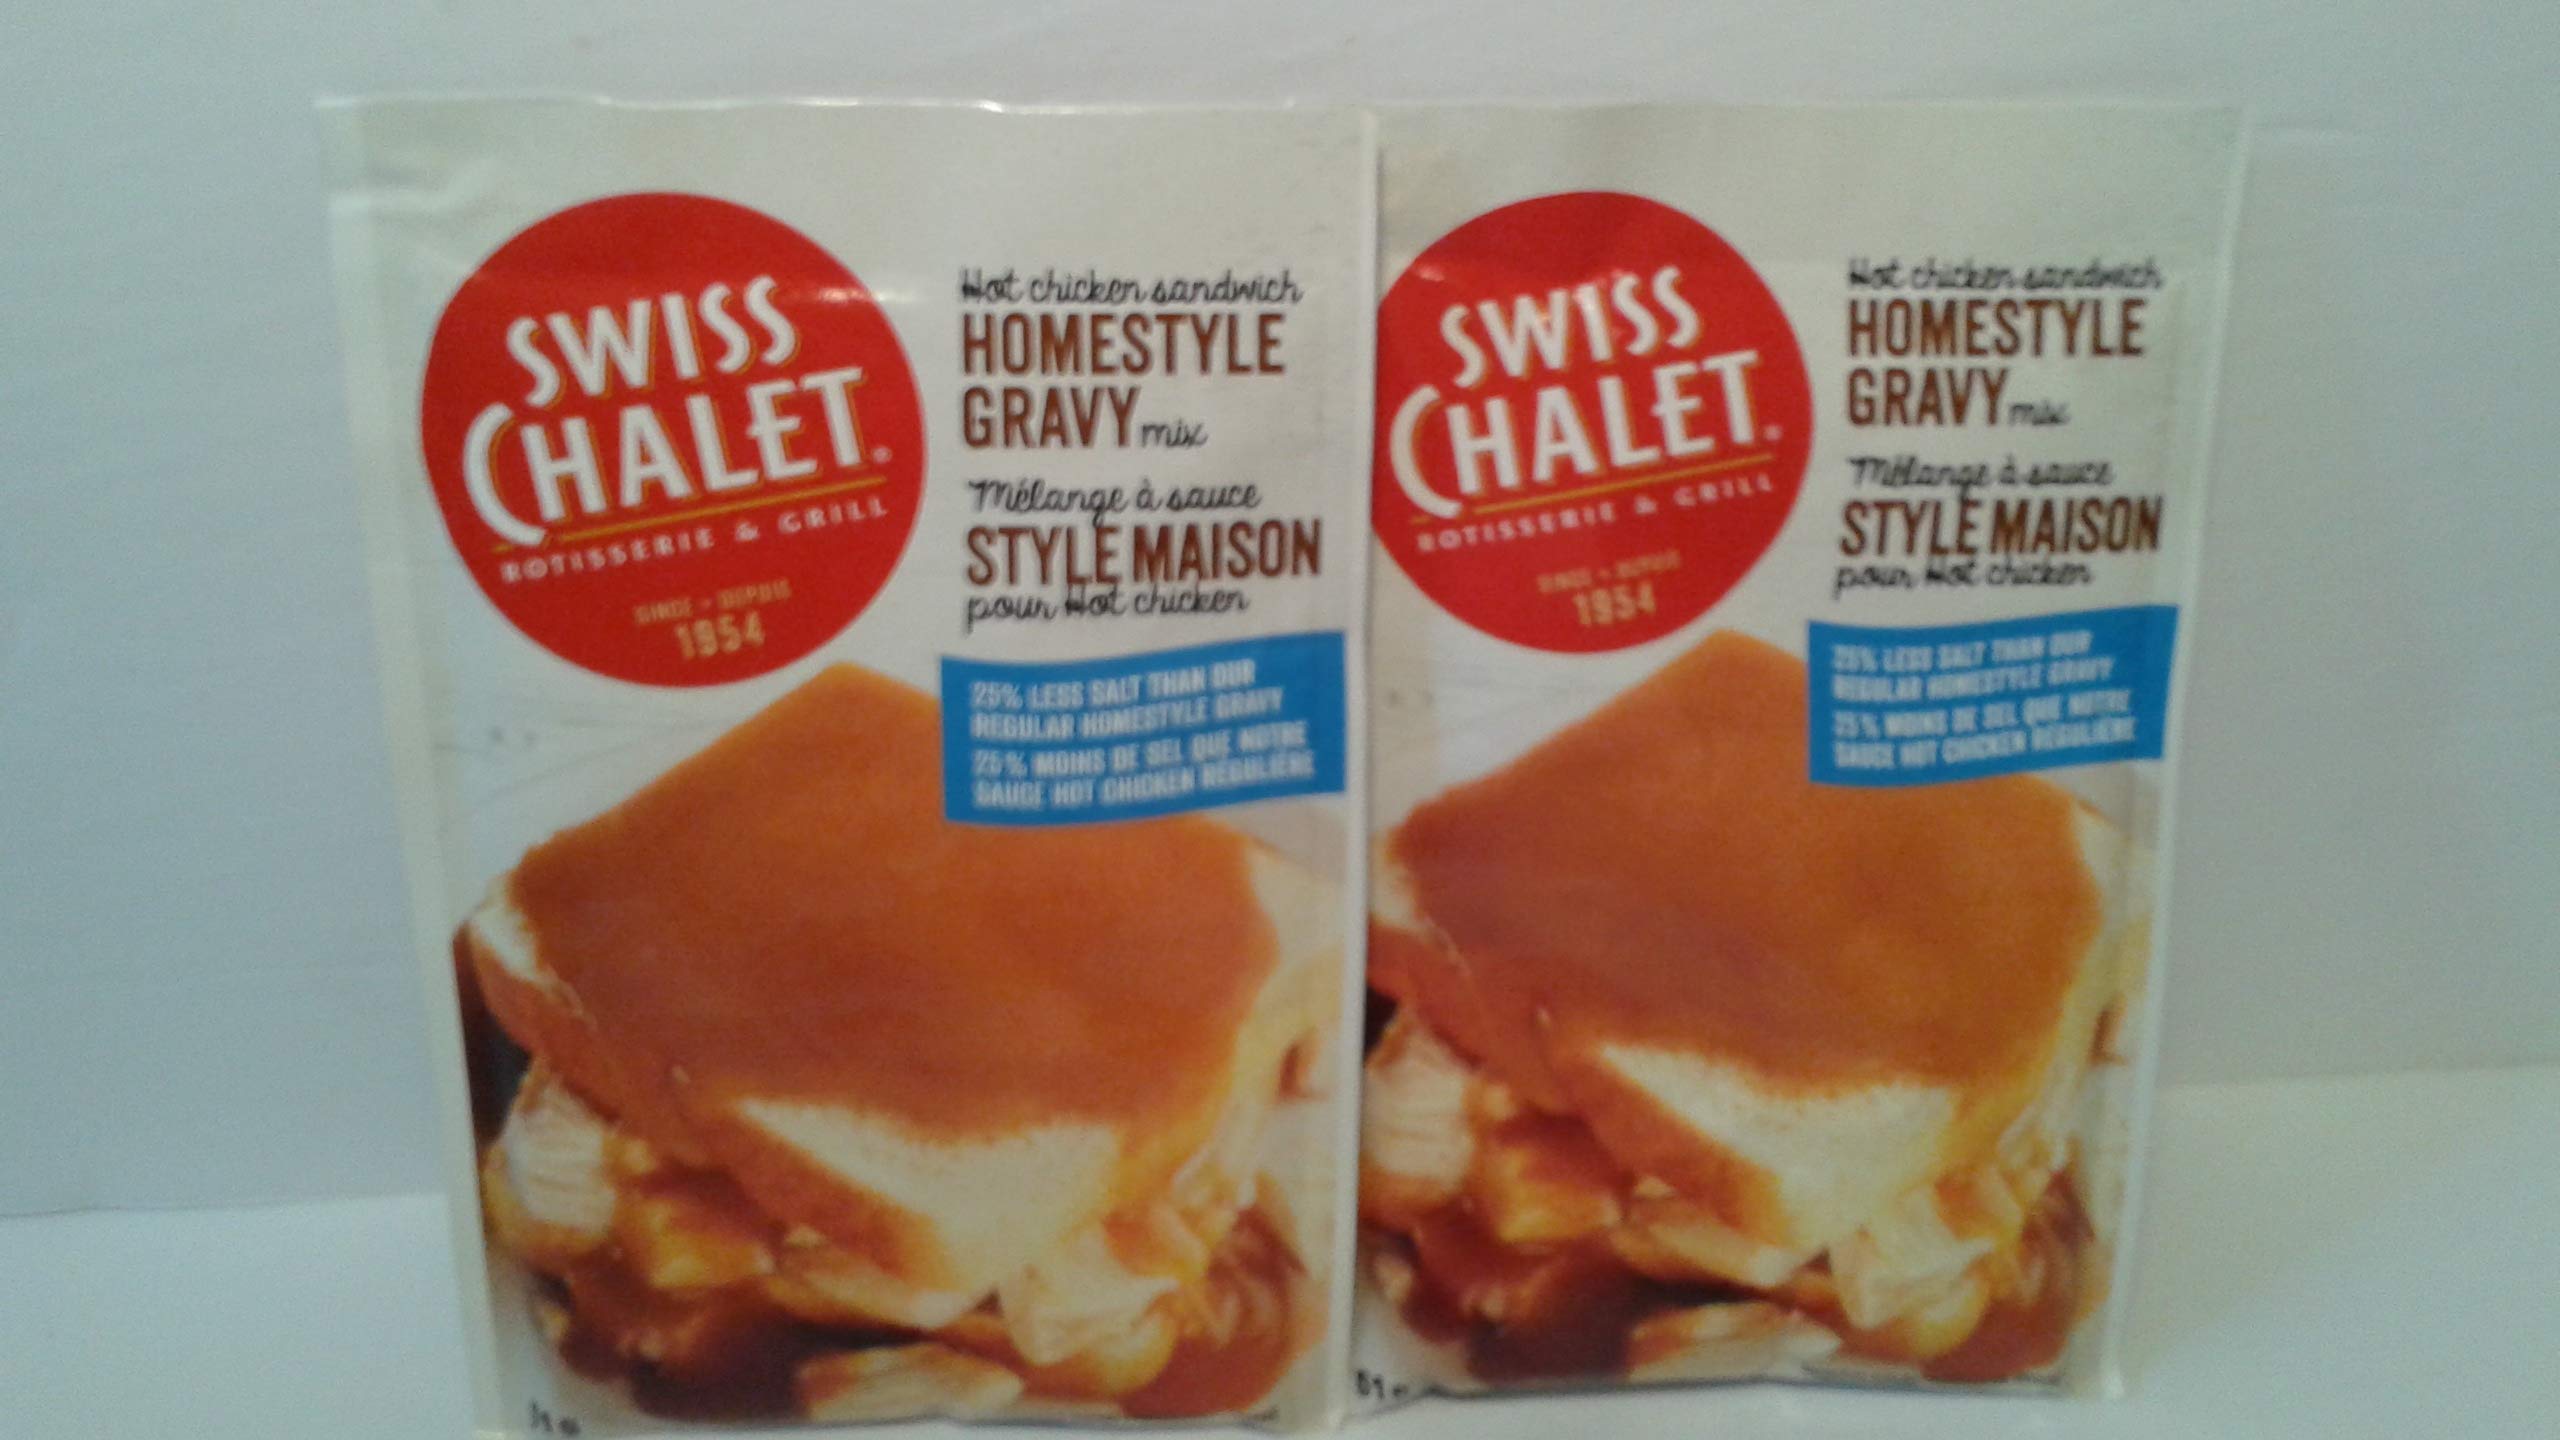 SWISS
CHALET
ROTISSERIE & GRILL
SINCE • DEPUIS
1954
Hot chicken sandwich
HOMESTYLE
GRAVY mix
Mélange à sauce
STYLE MAISON
pour Hot chicken
25% LESS SALT THAN OUR
REGULAR HOMESTYLE GRAVY
25% MOINS DE SEL QUE NOTRE
SAUCE HOT CHICKEN RÉGULIÈRE
SWISS
CHALET
ROTISSERIE & GRILL
SINCE • DEPUIS
1954
Hot chicken sandwich
HOMESTYLE
GRAVY mix
Mélange à sauce
STYLE MAISON
pour Hot chicken
25% LESS SALT THAN OUR
REGULAR HOMESTYLE GRAVY
25% MOINS DE SEL QUE NOTRE
SAUCE HOT CHICKEN RÉGULIÈRE